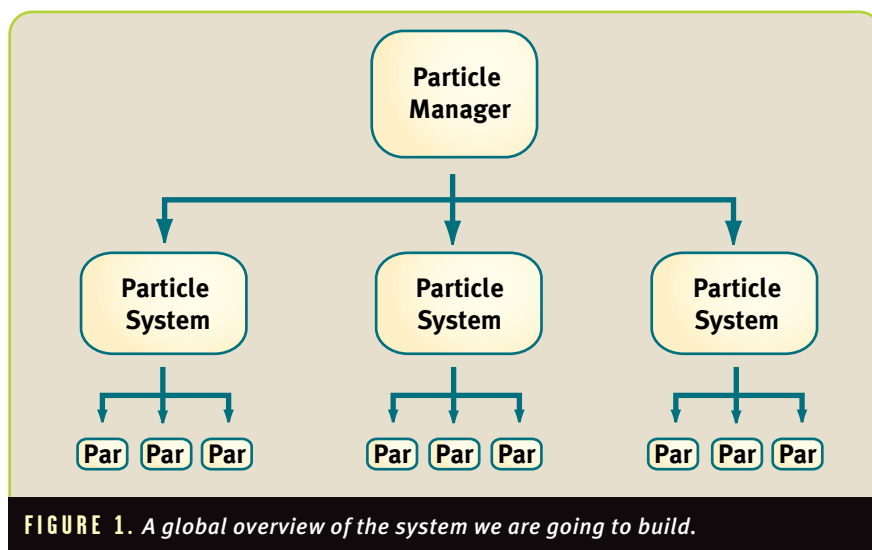 Particle
Manager
Particle
System
Particle
System
Particle
System
Par Par Par
Par Par Par
Par Par Par
FIGURE 1. A global overview of the system we are going to build.